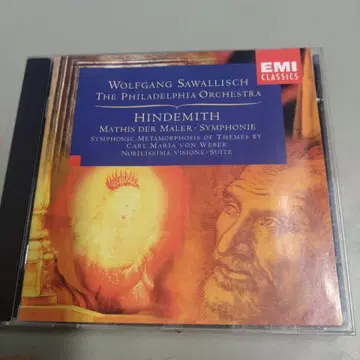 EMI
CLASSICS
WOLFGANG SAWALLISCH
THE PHILADELPHIA ORCHESTRA
HINDEMITH
MATHIS DER MALER · SYMPHONIE
SYMPHONIC METAMORPHOSIS OF THEMES BY
CARL MARIA VON WEBER
NOBILISSIMA VISIONE · SUITE